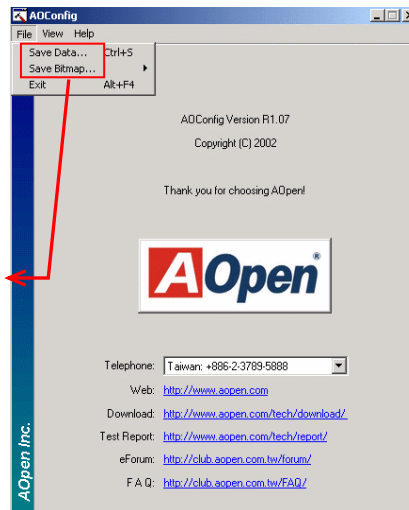 AOConfig
File View Help
Save Data... Ctrl+S
Save Bitmap...
Exit Alt+F4
AOConfig Version R1.07
Copyright (C) 2002
Thank you for choosing AOpen!
AOpen®
Telephone: Taiwan: +886-2-3789-5888
Web: http://www.aopen.com
Download: http://www.aopen.com/tech/download/
Test Report: http://www.aopen.com/tech/report/
eForum: http://club.aopen.com.tw/forum/
F A Q: http://club.aopen.com.tw/FAQ/
AOpen Inc.